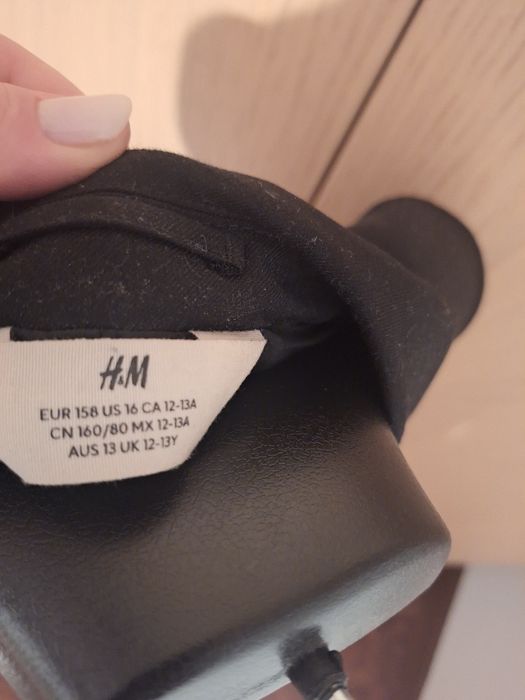 H&M
EUR 158 US 16 CA 12-13A
CN 160/80 MX 12-13A
AUS 13 UK 12-13Y